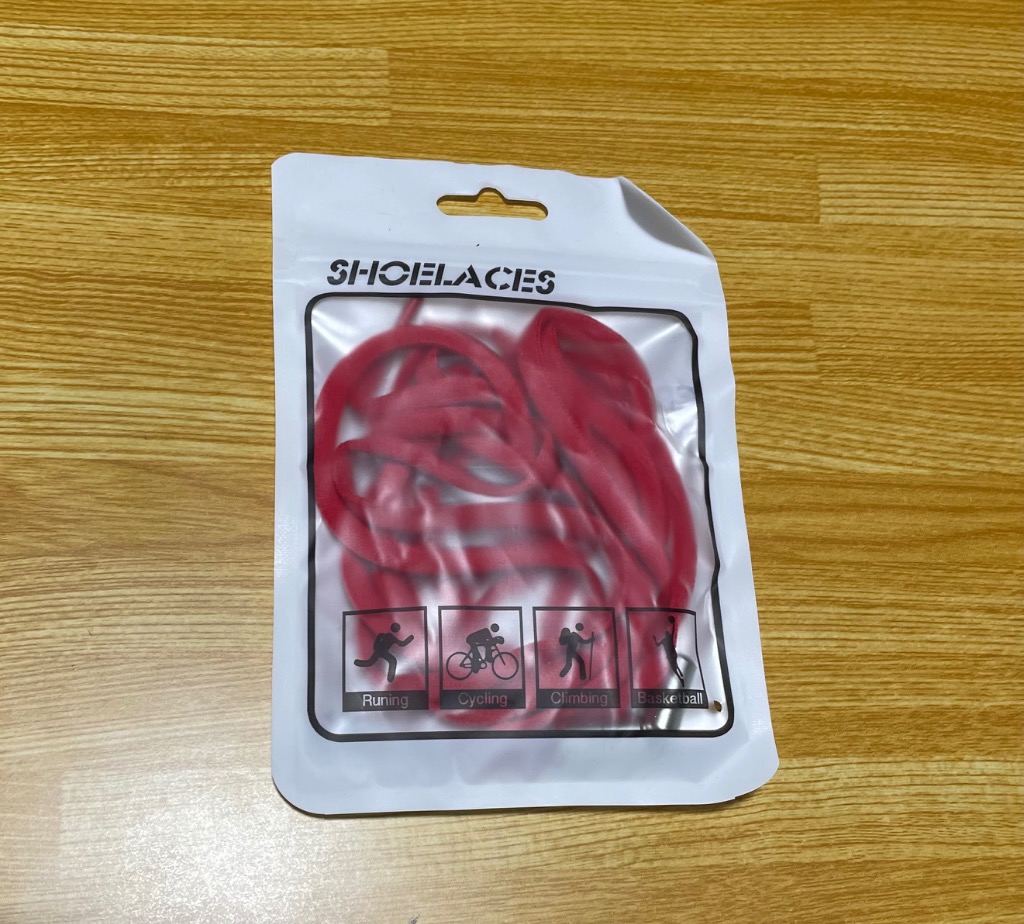 SHOELACES
Runing
Cycling
Climbing
Basketball